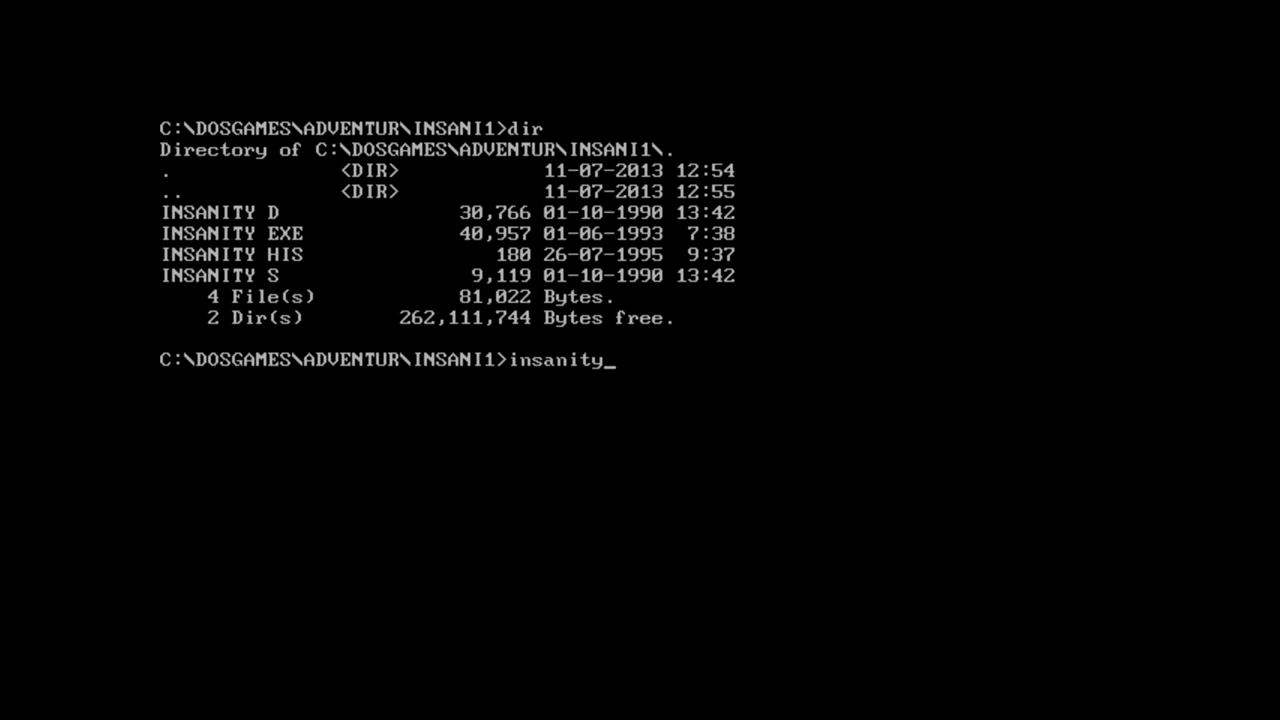 C:\DOSGAMES\ADVENTUR\INSANI1>dir
Directory of C:\DOSGAMES\ADVENTUR\INSANI1\.
. <DIR> 11-07-2013 12:54
.. <DIR> 11-07-2013 12:55
INSANITY D 30,766 01-10-1990 13:42
INSANITY EXE 40,957 01-06-1993 7:38
INSANITY HIS 180 26-07-1995 9:37
INSANITY S 9,119 01-10-1990 13:42
4 File(s) 81,022 Bytes.
2 Dir(s) 262,111,744 Bytes free.
C:\DOSGAMES\ADVENTUR\INSANI1>insanity_